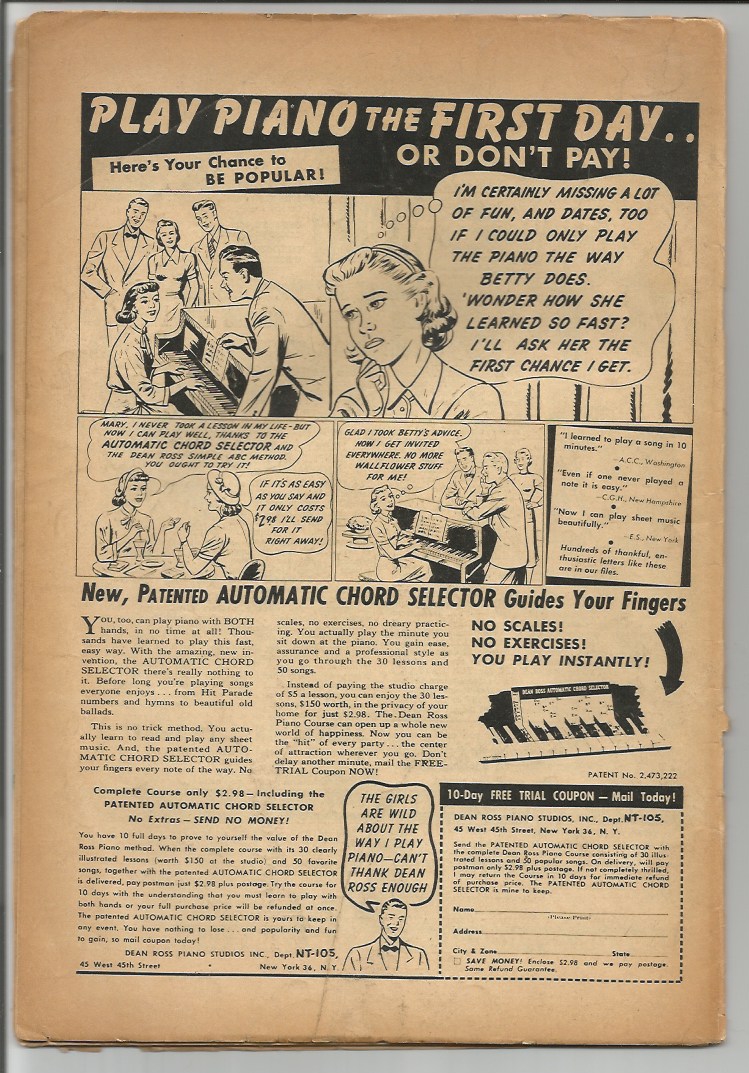 PLAY PIANO THE FIRST DAY..
OR DON'T PAY!
Here's Your Chance to
BE POPULAR!
I'M CERTAINLY MISSING A LOT
OF FUN, AND DATES, TOO
IF I COULD ONLY PLAY
THE PIANO THE WAY
BETTY DOES.
'WONDER HOW SHE
LEARNED SO FAST?
I'LL ASK HER THE
FIRST CHANCE I GET.
MARY, I NEVER TOOK A LESSON IN MY LIFE-BUT
NOW I CAN PLAY WELL, THANKS TO THE
AUTOMATIC CHORD SELECTOR AND
THE DEAN ROSS SIMPLE ABC METHOD.
YOU OUGHT TO TRY IT!
IF IT'S AS EASY
AS YOU SAY AND
IT ONLY COSTS
$2.98 I'LL SEND
FOR IT
RIGHT AWAY!
GLAD I TOOK BETTY'S ADVICE.
NOW I GET INVITED
EVERYWHERE. NO MORE
WALLFLOWER STUFF
FOR ME!
"I learned to play a song in 10
minutes."
—A.C.C., Washington
"Even if one never played a
note it is easy."
—C.G.H., New Hampshire
"Now I can play sheet music
beautifully."
—E.S., New York
Hundreds of thankful, en-
thusiastic letters like these
are in our files.
New, PATENTED AUTOMATIC CHORD SELECTOR Guides Your Fingers
YOU, too, can play piano with BOTH
hands, in no time at all! Thou-
sands have learned to play this fast,
easy way. With the amazing, new in-
vention, the AUTOMATIC CHORD
SELECTOR there's really nothing to
it. Before long you're playing songs
everyone enjoys . . . from Hit Parade
numbers and hymns to beautiful old
ballads.
This is no trick method. You actu-
ally learn to read and play any sheet
music. And, the patented AUTO-
MATIC CHORD SELECTOR guides
your fingers every note of the way. No
scales, no exercises, no dreary practic-
ing. You actually play the minute you
sit down at the piano. You gain ease,
assurance and a professional style as
you go through the 30 lessons and
50 songs.
Instead of paying the studio charge
of $5 a lesson, you can enjoy the 30 les-
sons, $150 worth, in the privacy of your
home for just $2.98. The Dean Ross
Piano Course can open up a whole new
world of happiness. Now you can be
the "hit" of every party . . . the center
of attraction wherever you go. Don't
delay another minute, mail the FREE-
TRIAL Coupon NOW!
NO SCALES!
NO EXERCISES!
YOU PLAY INSTANTLY!
DEAN ROSS AUTOMATIC CHORD SELECTOR
PATENT No. 2,473,222
Complete Course only $2.98—Including the
PATENTED AUTOMATIC CHORD SELECTOR
No Extras—SEND NO MONEY!
You have 10 full days to prove to yourself the value of the Dean
Ross Piano method. When the complete course with its 30 clearly
illustrated lessons (worth $150 at the studio) and 50 favorite
songs, together with the patented AUTOMATIC CHORD SELECTOR
is delivered, pay postman just $2.98 plus postage. Try the course for
10 days with the understanding that you must learn to play with
both hands or your full purchase price will be refunded at once.
The patented AUTOMATIC CHORD SELECTOR is yours to keep in
any event. You have nothing to lose . . . and popularity and fun
to gain, so mail coupon today!
DEAN ROSS PIANO STUDIOS INC., Dept. NT-105,
45 West 45th Street New York 36, N. Y.
THE GIRLS
ARE WILD
ABOUT THE
WAY I PLAY
PIANO—CAN'T
THANK DEAN
ROSS ENOUGH
10-Day FREE TRIAL COUPON — Mail Today!
DEAN ROSS PIANO STUDIOS, INC., Dept. NT-105,
45 West 45th Street, New York 36, N. Y.
Send the PATENTED AUTOMATIC CHORD SELECTOR with
the complete Dean Ross Piano Course consisting of 30 illus-
trated lessons and 50 popular songs. On delivery, will pay
postman only $2.98 plus postage. If not completely thrilled,
I may return the Course in 10 days for immediate refund
of purchase price. The PATENTED AUTOMATIC CHORD
SELECTOR is mine to keep.
Name
(Please Print)
Address
City & Zone State
SAVE MONEY! Enclose $2.98 and we pay postage.
Same Refund Guarantee.